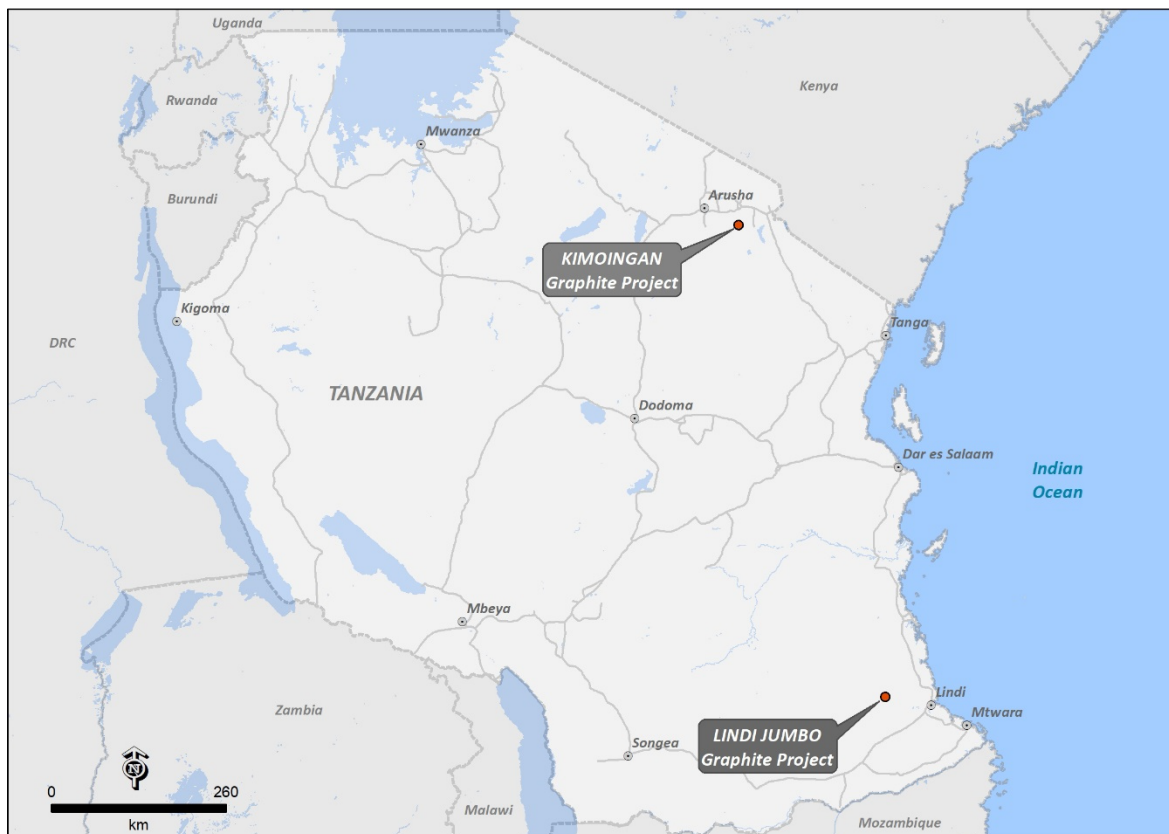 Uganda
Kenya
Rwanda
Mwanza
Burundi
Arusha
KIMOINGAN
Graphite Project
Kigoma
Tanga
DRC
TANZANIA
Dodoma
Dar es Salaam
Indian
Ocean
Mbeya
Lindi
Mtwara
Zambia
LINDI JUMBO
Graphite Project
Songea
N
0 260
km
Malawi
Mozambique